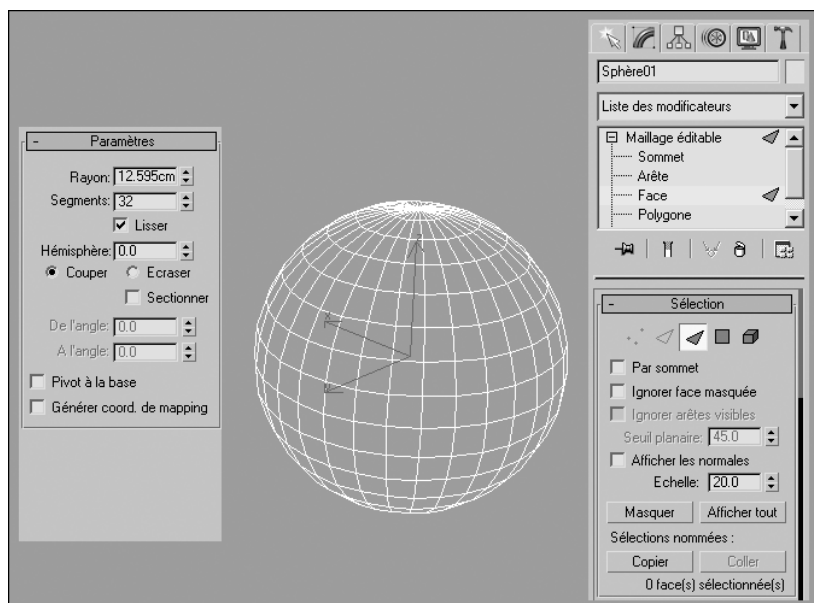 Paramètres
Rayon: 12.595cm
Segments: 32
Lisser
Hémisphère: 0.0
Couper Ecraser
Sectionner
De l'angle: 0.0
A l'angle: 0.0
Pivot à la base
Générer coord. de mapping
Sphère01
Liste des modificateurs
Maillage éditable
Sommet
Arête
Face
Polygone
Sélection
Par sommet
Ignorer face masquée
Ignorer arêtes visibles
Seuil planaire: 45.0
Afficher les normales
Echelle: 20.0
Masquer Afficher tout
Sélections nommées :
Copier Coller
0 face(s) sélectionnée(s)